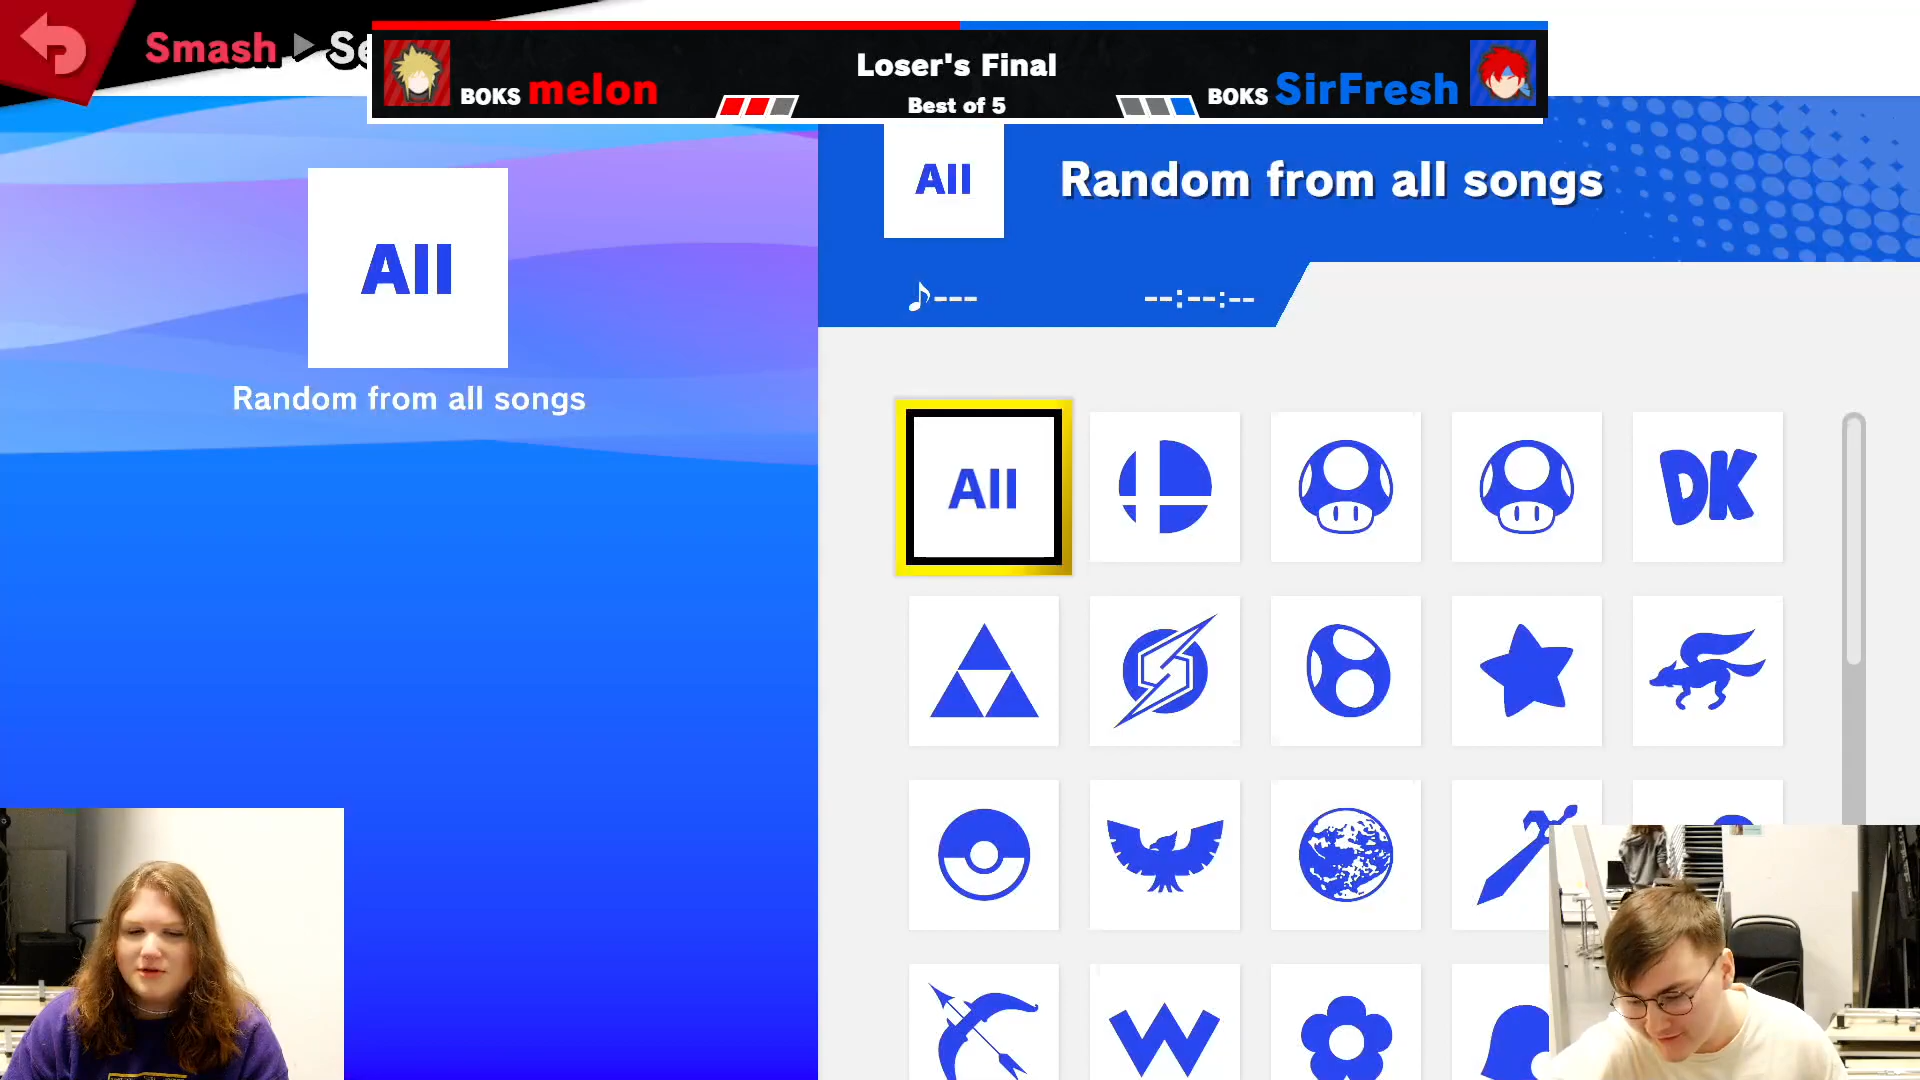 Smash ▶ Se
BOKS melon
Loser's Final
Best of 5
BOKS SirFresh
All
Random from all songs
All
Random from all songs
♪---
--:--:--
All
DK